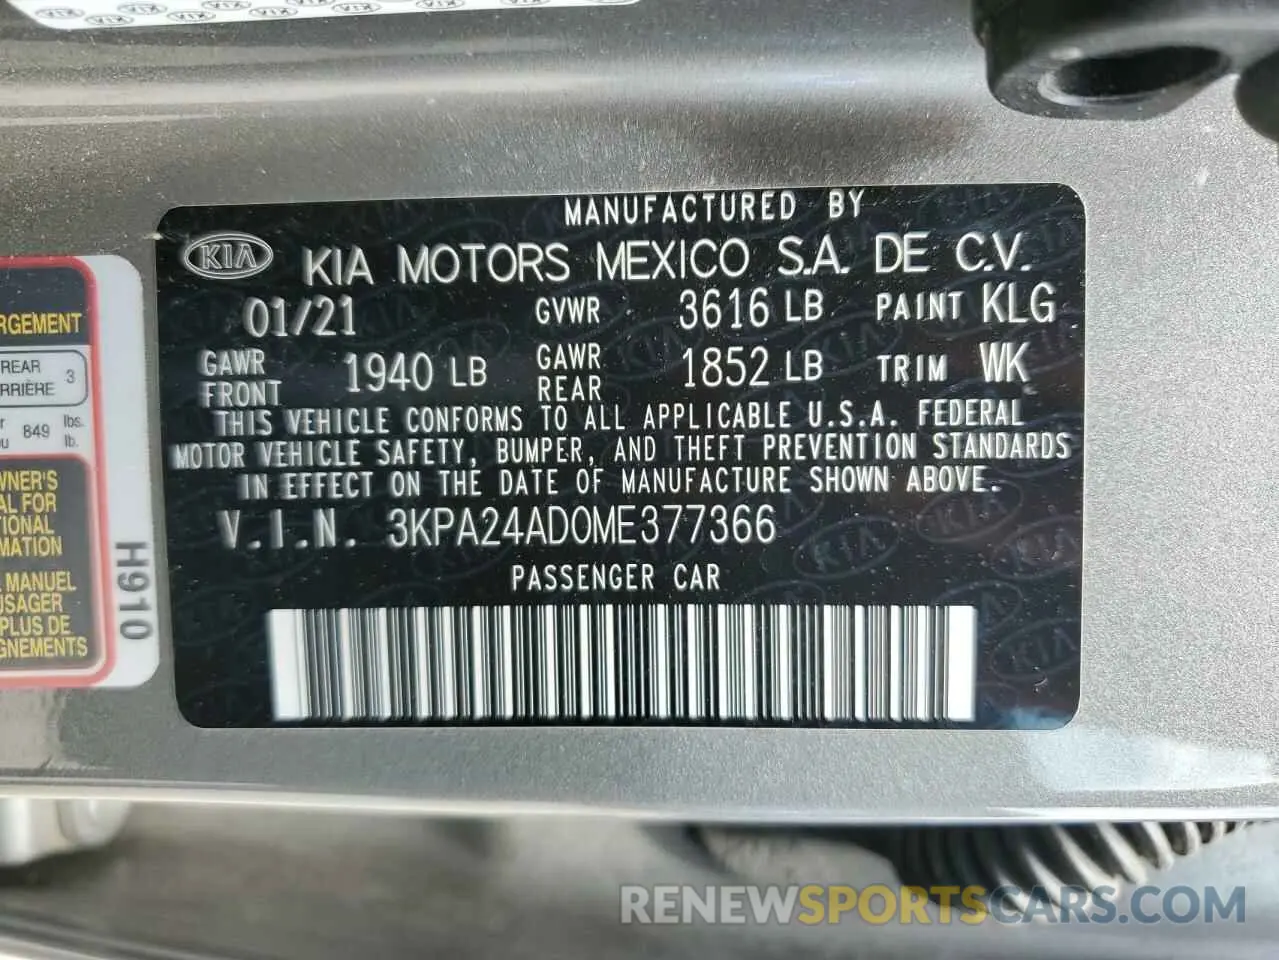 KIA KIA KIA
MANUFACTURED BY
KIA KIA MOTORS MEXICO S.A. DE C.V.
01/21 GVWR 3616 LB PAINT KLG
GAWR FRONT 1940 LB GAWR REAR 1852 LB TRIM WK
THIS VEHICLE CONFORMS TO ALL APPLICABLE U.S.A. FEDERAL
MOTOR VEHICLE SAFETY, BUMPER, AND THEFT PREVENTION STANDARDS
IN EFFECT ON THE DATE OF MANUFACTURE SHOWN ABOVE.
V.I.N. 3KPA24AD0ME377366
PASSENGER CAR
RGEMENT
REAR 3
RRIÈRE
849 lbs.
lb.
WNER'S
AL FOR
TIONAL
MATION
MANUEL
USAGER
PLUS DE
GNEMENTS
H910
RENEWSPORTSCARS.COM